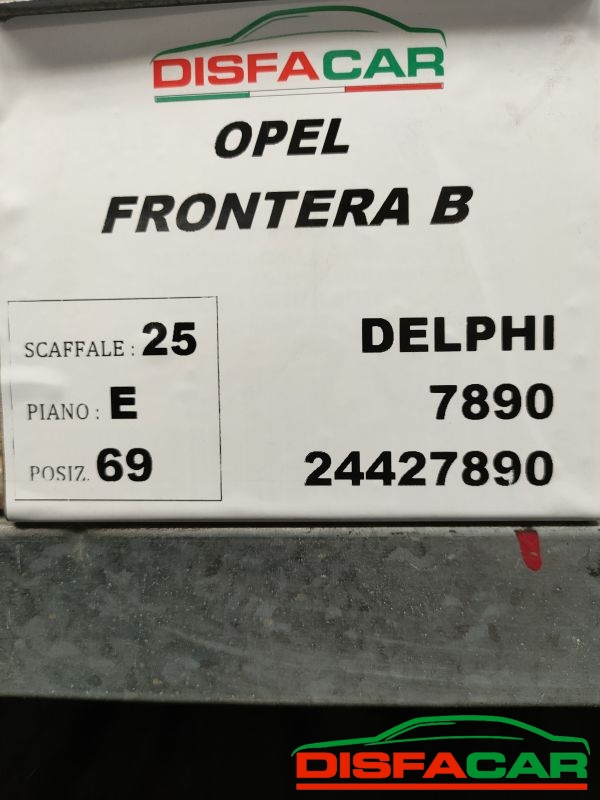 DISFACAR
OPEL
FRONTERA B
SCAFFALE : 25
PIANO : E
POSIZ. 69
DELPHI
7890
24427890
DISFACAR